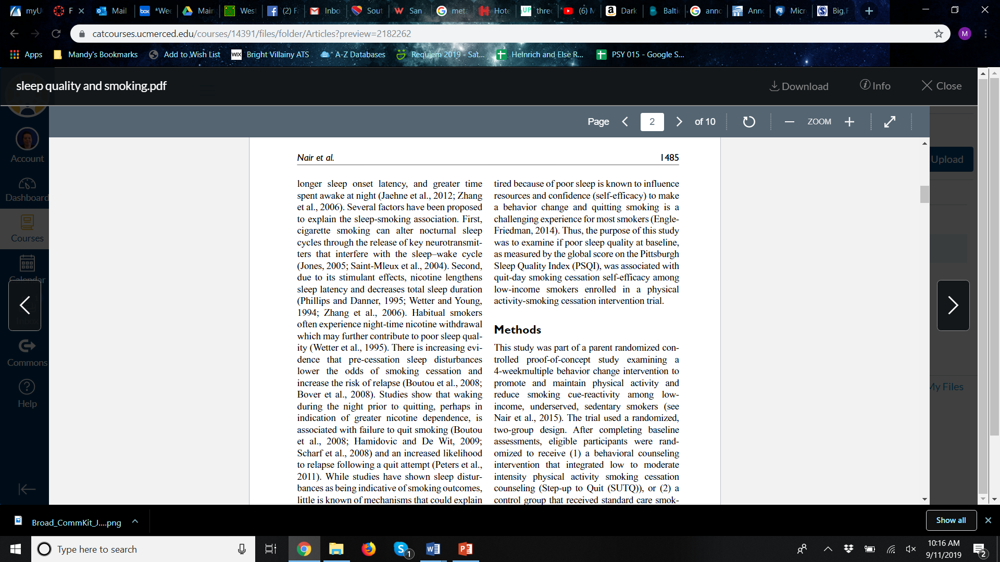 myU
F
Mail
*Wee
Main
West
(2) F
Inbo
Sout
San
meta
Hote
thre
(6) M
Dark
Balti
anno
Anno
Micr
Big F
catcourses.ucmerced.edu/courses/14391/files/folder/Articles?preview=2182262
M
Apps
Mandy's Bookmarks
Add to Wish List
Bright Villainy ATS
A-Z Databases
Requiem 2019 - Sat...
Heinrich and Else R...
PSY 015 - Google S...
sleep quality and smoking.pdf
Download
Info
Close
Page
2
of 10
ZOOM
Account
Dashboard
Courses
Calendar
Inbox
Commons
Help
Upload
My Files
Nair et al.
1485
longer sleep onset latency, and greater time
spent awake at night (Jaehne et al., 2012; Zhang
et al., 2006). Several factors have been proposed
to explain the sleep-smoking association. First,
cigarette smoking can alter nocturnal sleep
cycles through the release of key neurotransmit-
ters that interfere with the sleep–wake cycle
(Jones, 2005; Saint-Mleux et al., 2004). Second,
due to its stimulant effects, nicotine lengthens
sleep latency and decreases total sleep duration
(Phillips and Danner, 1995; Wetter and Young,
1994; Zhang et al., 2006). Habitual smokers
often experience night-time nicotine withdrawal
which may further contribute to poor sleep qual-
ity (Wetter et al., 1995). There is increasing evi-
dence that pre-cessation sleep disturbances
lower the odds of smoking cessation and
increase the risk of relapse (Boutou et al., 2008;
Bover et al., 2008). Studies show that waking
during the night prior to quitting, perhaps in
indication of greater nicotine dependence, is
associated with failure to quit smoking (Boutou
et al., 2008; Hamidovic and De Wit, 2009;
Scharf et al., 2008) and an increased likelihood
to relapse following a quit attempt (Peters et al.,
2011). While studies have shown sleep distur-
bances as being indicative of smoking outcomes,
little is known of mechanisms that could explain
tired because of poor sleep is known to influence
resources and confidence (self-efficacy) to make
a behavior change and quitting smoking is a
challenging experience for most smokers (Engle-
Friedman, 2014). Thus, the purpose of this study
was to examine if poor sleep quality at baseline,
as measured by the global score on the Pittsburgh
Sleep Quality Index (PSQI), was associated with
quit-day smoking cessation self-efficacy among
low-income smokers enrolled in a physical
activity-smoking cessation intervention trial.
Methods
This study was part of a parent randomized con-
trolled proof-of-concept study examining a
4-weekmultiple behavior change intervention to
promote and maintain physical activity and
reduce smoking cue-reactivity among low-
income, underserved, sedentary smokers (see
Nair et al., 2015). The trial used a randomized,
two-group design. After completing baseline
assessments, eligible participants were rand-
omized to receive (1) a behavioral counseling
intervention that integrated low to moderate
intensity physical activity smoking cessation
counseling (Step-up to Quit (SUTQ)), or (2) a
control group that received standard care smok-
Broad_CommKit_J....png
Show all
Type here to search
1
10:16 AM
9/11/2019
2